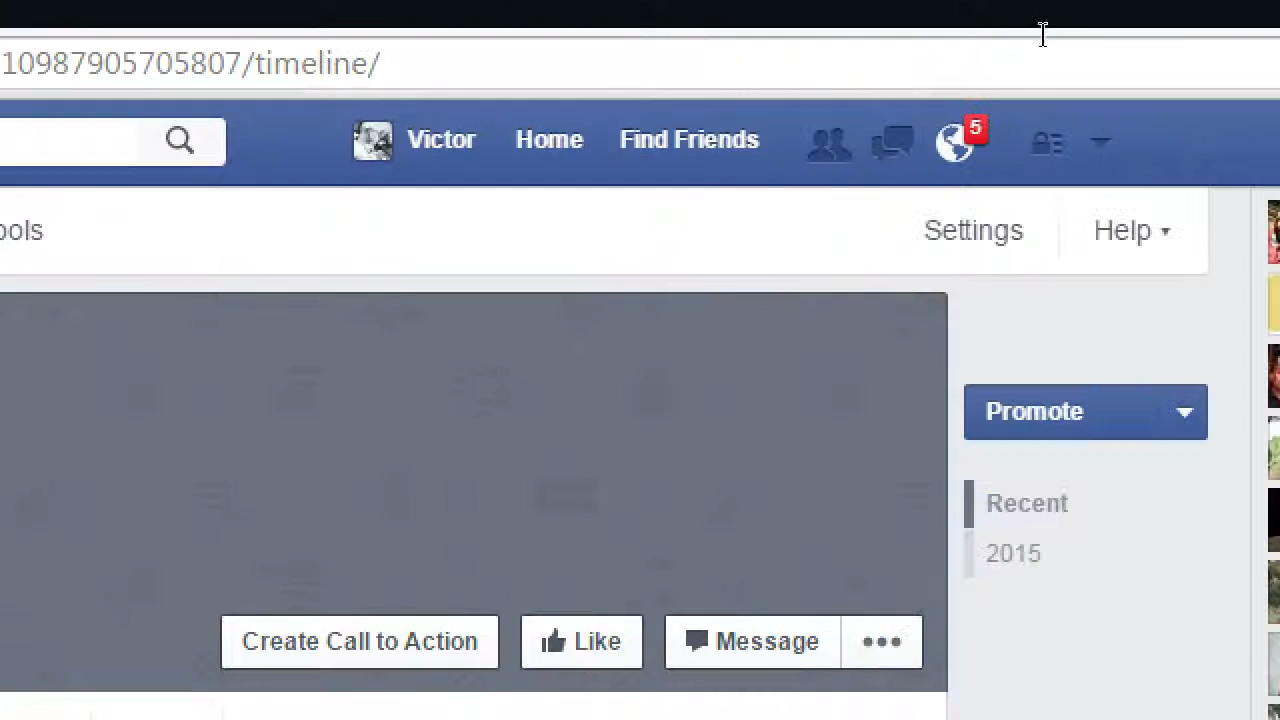 10987905705807/timeline/
Victor Home Find Friends 5
ools Settings Help
Promote
Recent
2015
Create Call to Action Like Message